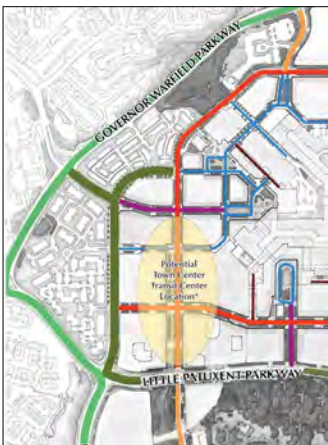 GOVERNOR WARFIELD PARKWAY
Potential
Town Center
Transit Center
Location*
LITTLE PATUXENT PARKWAY